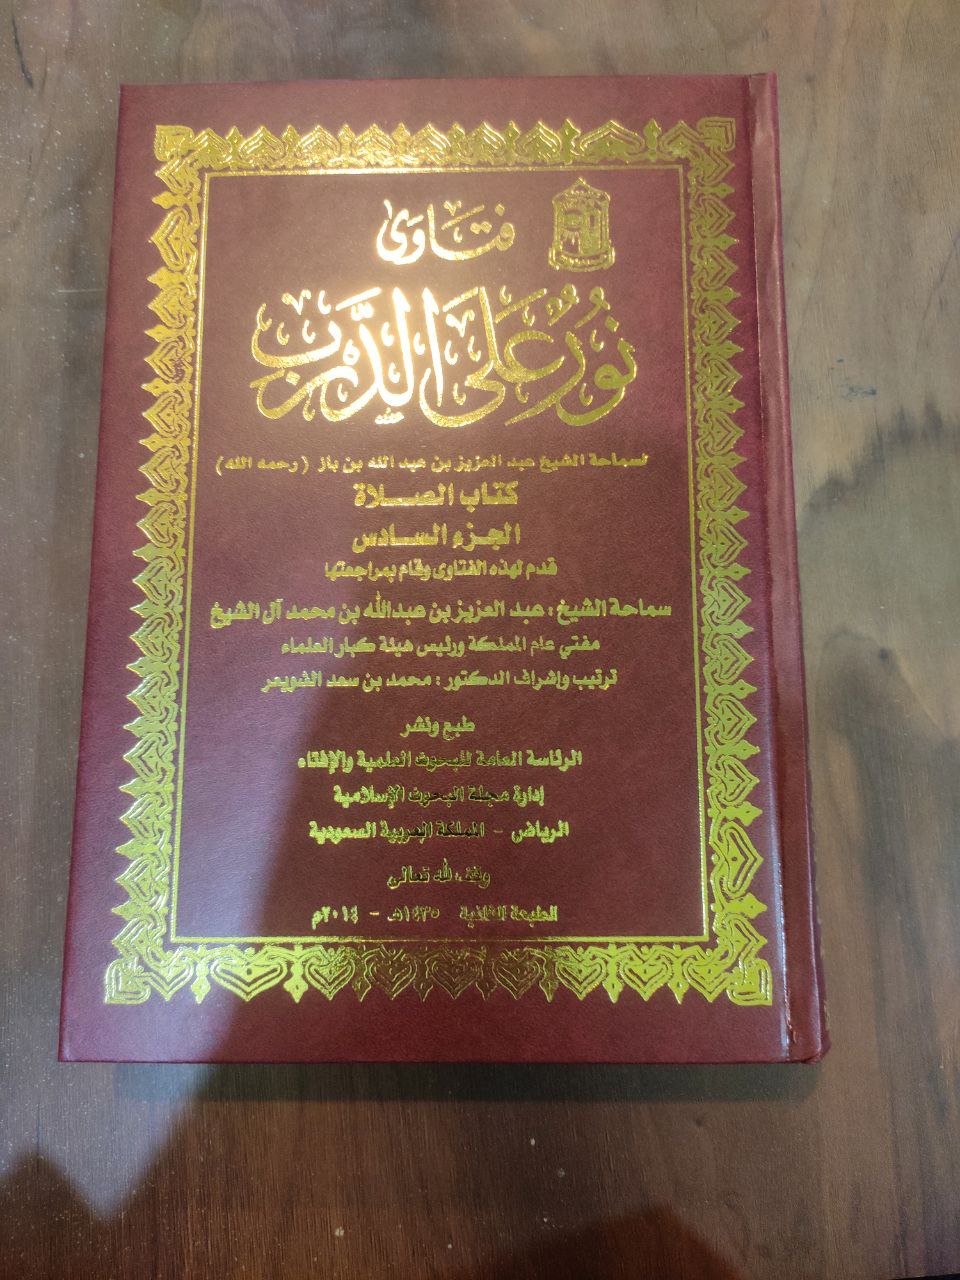 فتاوى
نُورٌ عَلَى الدَّرْبِ
لسماحة الشيخ عبد العزيز بن عبد الله بن باز (رحمه الله)
كتاب الصلاة
الجزء السادس
قدم لهذه الفتاوى وقام بمراجعتها
سماحة الشيخ : عبد العزيز بن عبدالله بن محمد آل الشيخ
مفتي عام المملكة ورئيس هيئة كبار العلماء
ترتيب وإشراف الدكتور : محمد بن سعد الشويعر
طبع ونشر
الرئاسة العامة للبحوث العلمية والإفتاء
إدارة مجلة البحوث الإسلامية
الرياض - المملكة العربية السعودية
وقف لله تعالى
الطبعة الثانية ١٤٣٥هـ - ٢٠١٤م